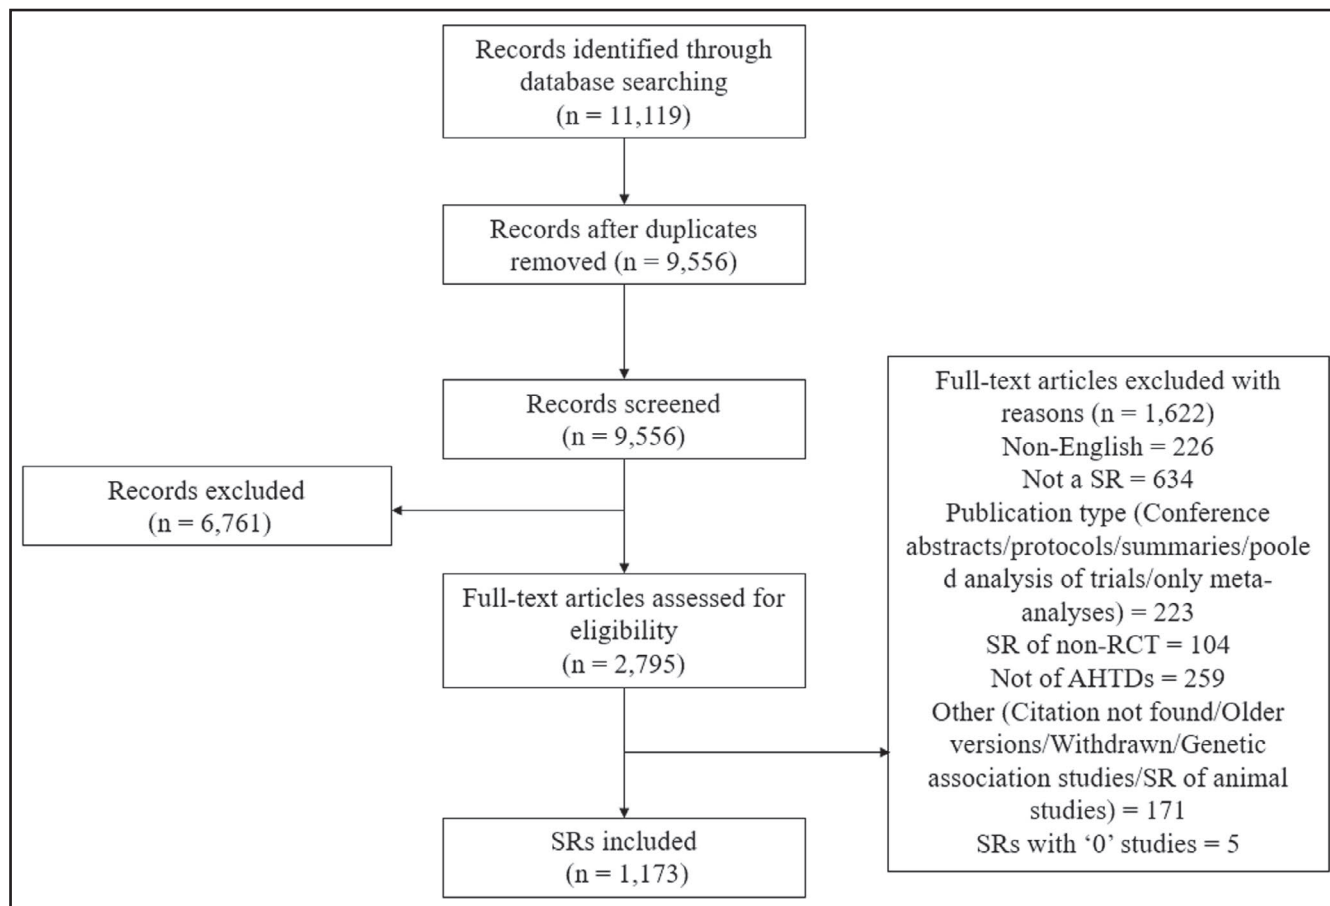 Records identified through
database searching
(n = 11,119)
Records after duplicates
removed (n = 9,556)
Records screened
(n = 9,556)
Records excluded
(n = 6,761)
Full-text articles assessed for
eligibility
(n = 2,795)
Full-text articles excluded with
reasons (n = 1,622)
Non-English = 226
Not a SR = 634
Publication type (Conference
abstracts/protocols/summaries/poole
d analysis of trials/only meta-
analyses) = 223
SR of non-RCT = 104
Not of AHTDs = 259
Other (Citation not found/Older
versions/Withdrawn/Genetic
association studies/SR of animal
studies) = 171
SRs with ‘0’ studies = 5
SRs included
(n = 1,173)